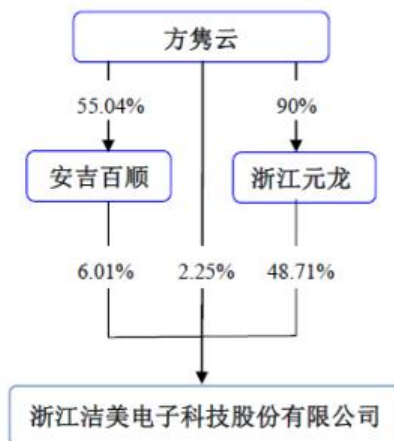 方隽云
55.04%
90%
安吉百顺
浙江元龙
6.01%
2.25%
48.71%
浙江洁美电子科技股份有限公司